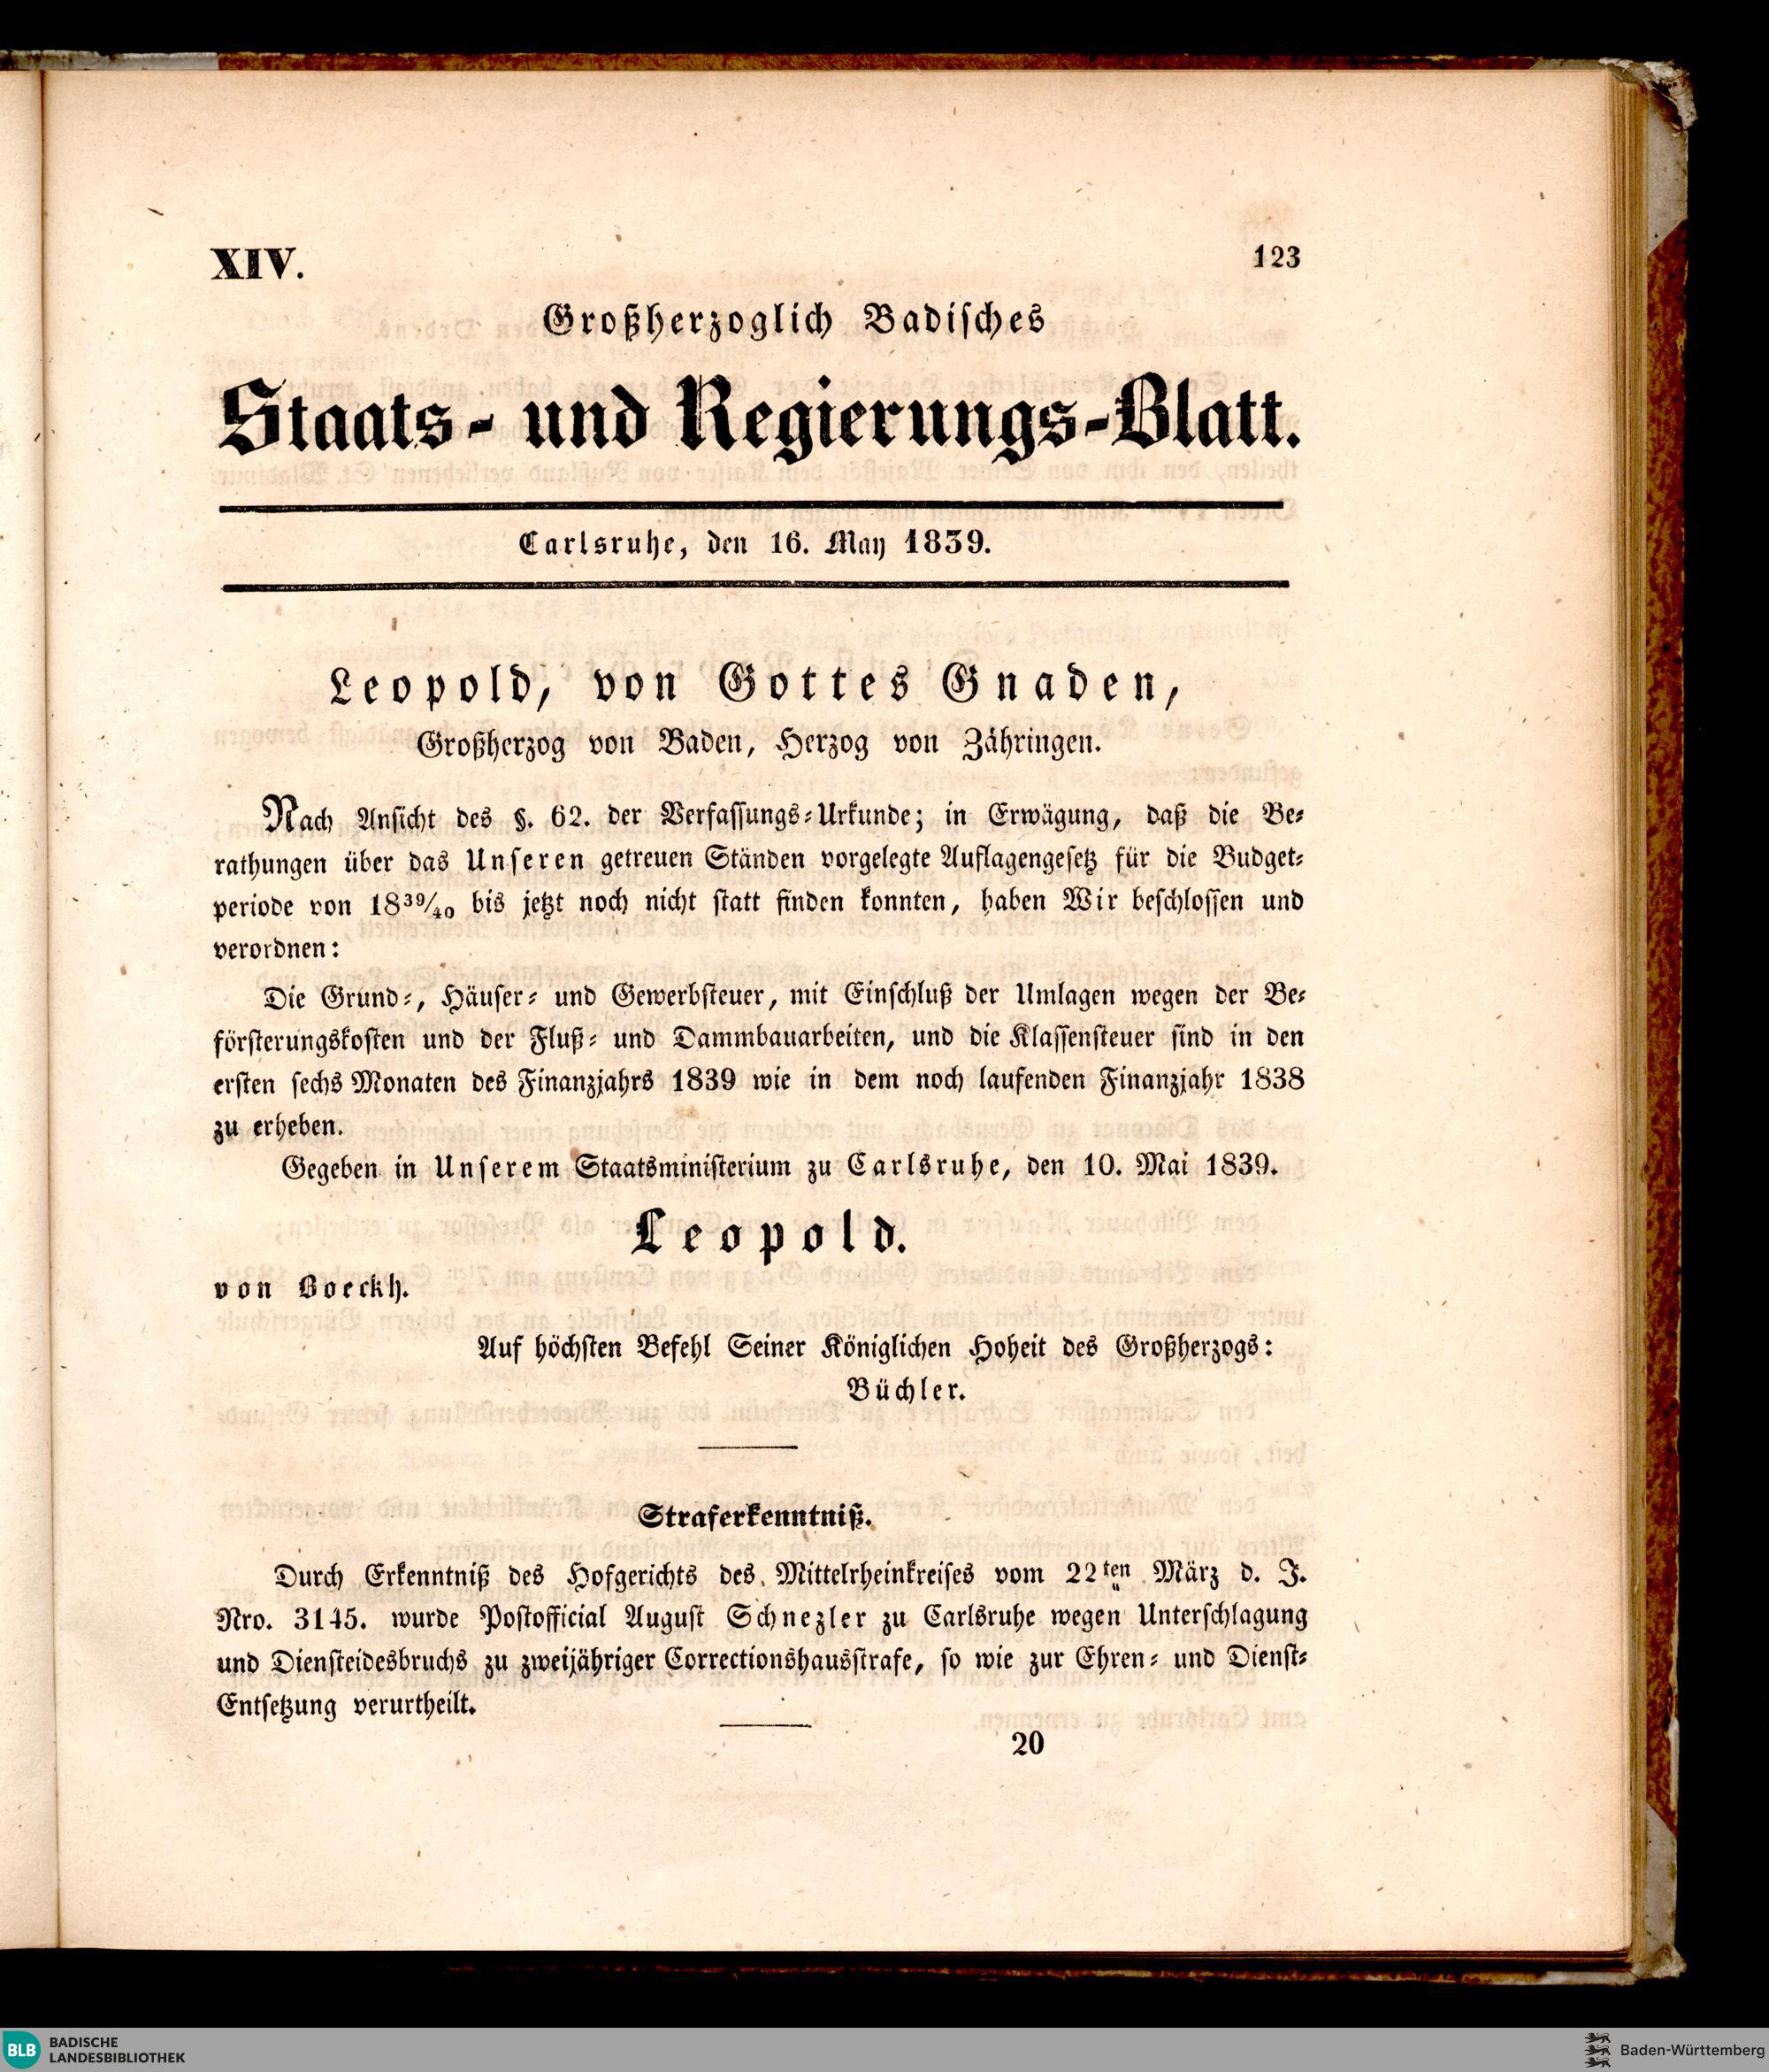 XIV.
123
Großherzoglich Badisches
Staats- und Regierungs-Blatt.
Carlsruhe, den 16. May 1839.
Leopold, von Gottes Gnaden,
Großherzog von Baden, Herzog von Zähringen.
Nach Ansicht des §. 62. der Verfassungs-Urkunde; in Erwägung, daß die Be-
rathungen über das Unseren getreuen Ständen vorgelegte Auflagengesetz für die Budget-
periode von 18³⁹/₄₀ bis jetzt noch nicht statt finden konnten, haben Wir beschlossen und
verordnen:
Die Grund-, Häuser- und Gewerbsteuer, mit Einschluß der Umlagen wegen der Be-
försterungskosten und der Fluß- und Dammbauarbeiten, und die Klassensteuer sind in den
ersten sechs Monaten des Finanzjahrs 1839 wie in dem noch laufenden Finanzjahr 1838
zu erheben.
Gegeben in Unserem Staatsministerium zu Carlsruhe, den 10. Mai 1839.
Leopold.
von Boeckh.
Auf höchsten Befehl Seiner Königlichen Hoheit des Großherzogs:
Büchler.
Straferkenntniß.
Durch Erkenntniß des Hofgerichts des Mittelrheinkreises vom 22ten März d. J.
Nro. 3145. wurde Postofficial August Schnezler zu Carlsruhe wegen Unterschlagung
und Diensteidesbruchs zu zweijähriger Correctionshausstrafe, so wie zur Ehren- und Dienst-
Entsetzung verurtheilt.
20
BLB BADISCHE
LANDESBIBLIOTHEK
Baden-Württemberg